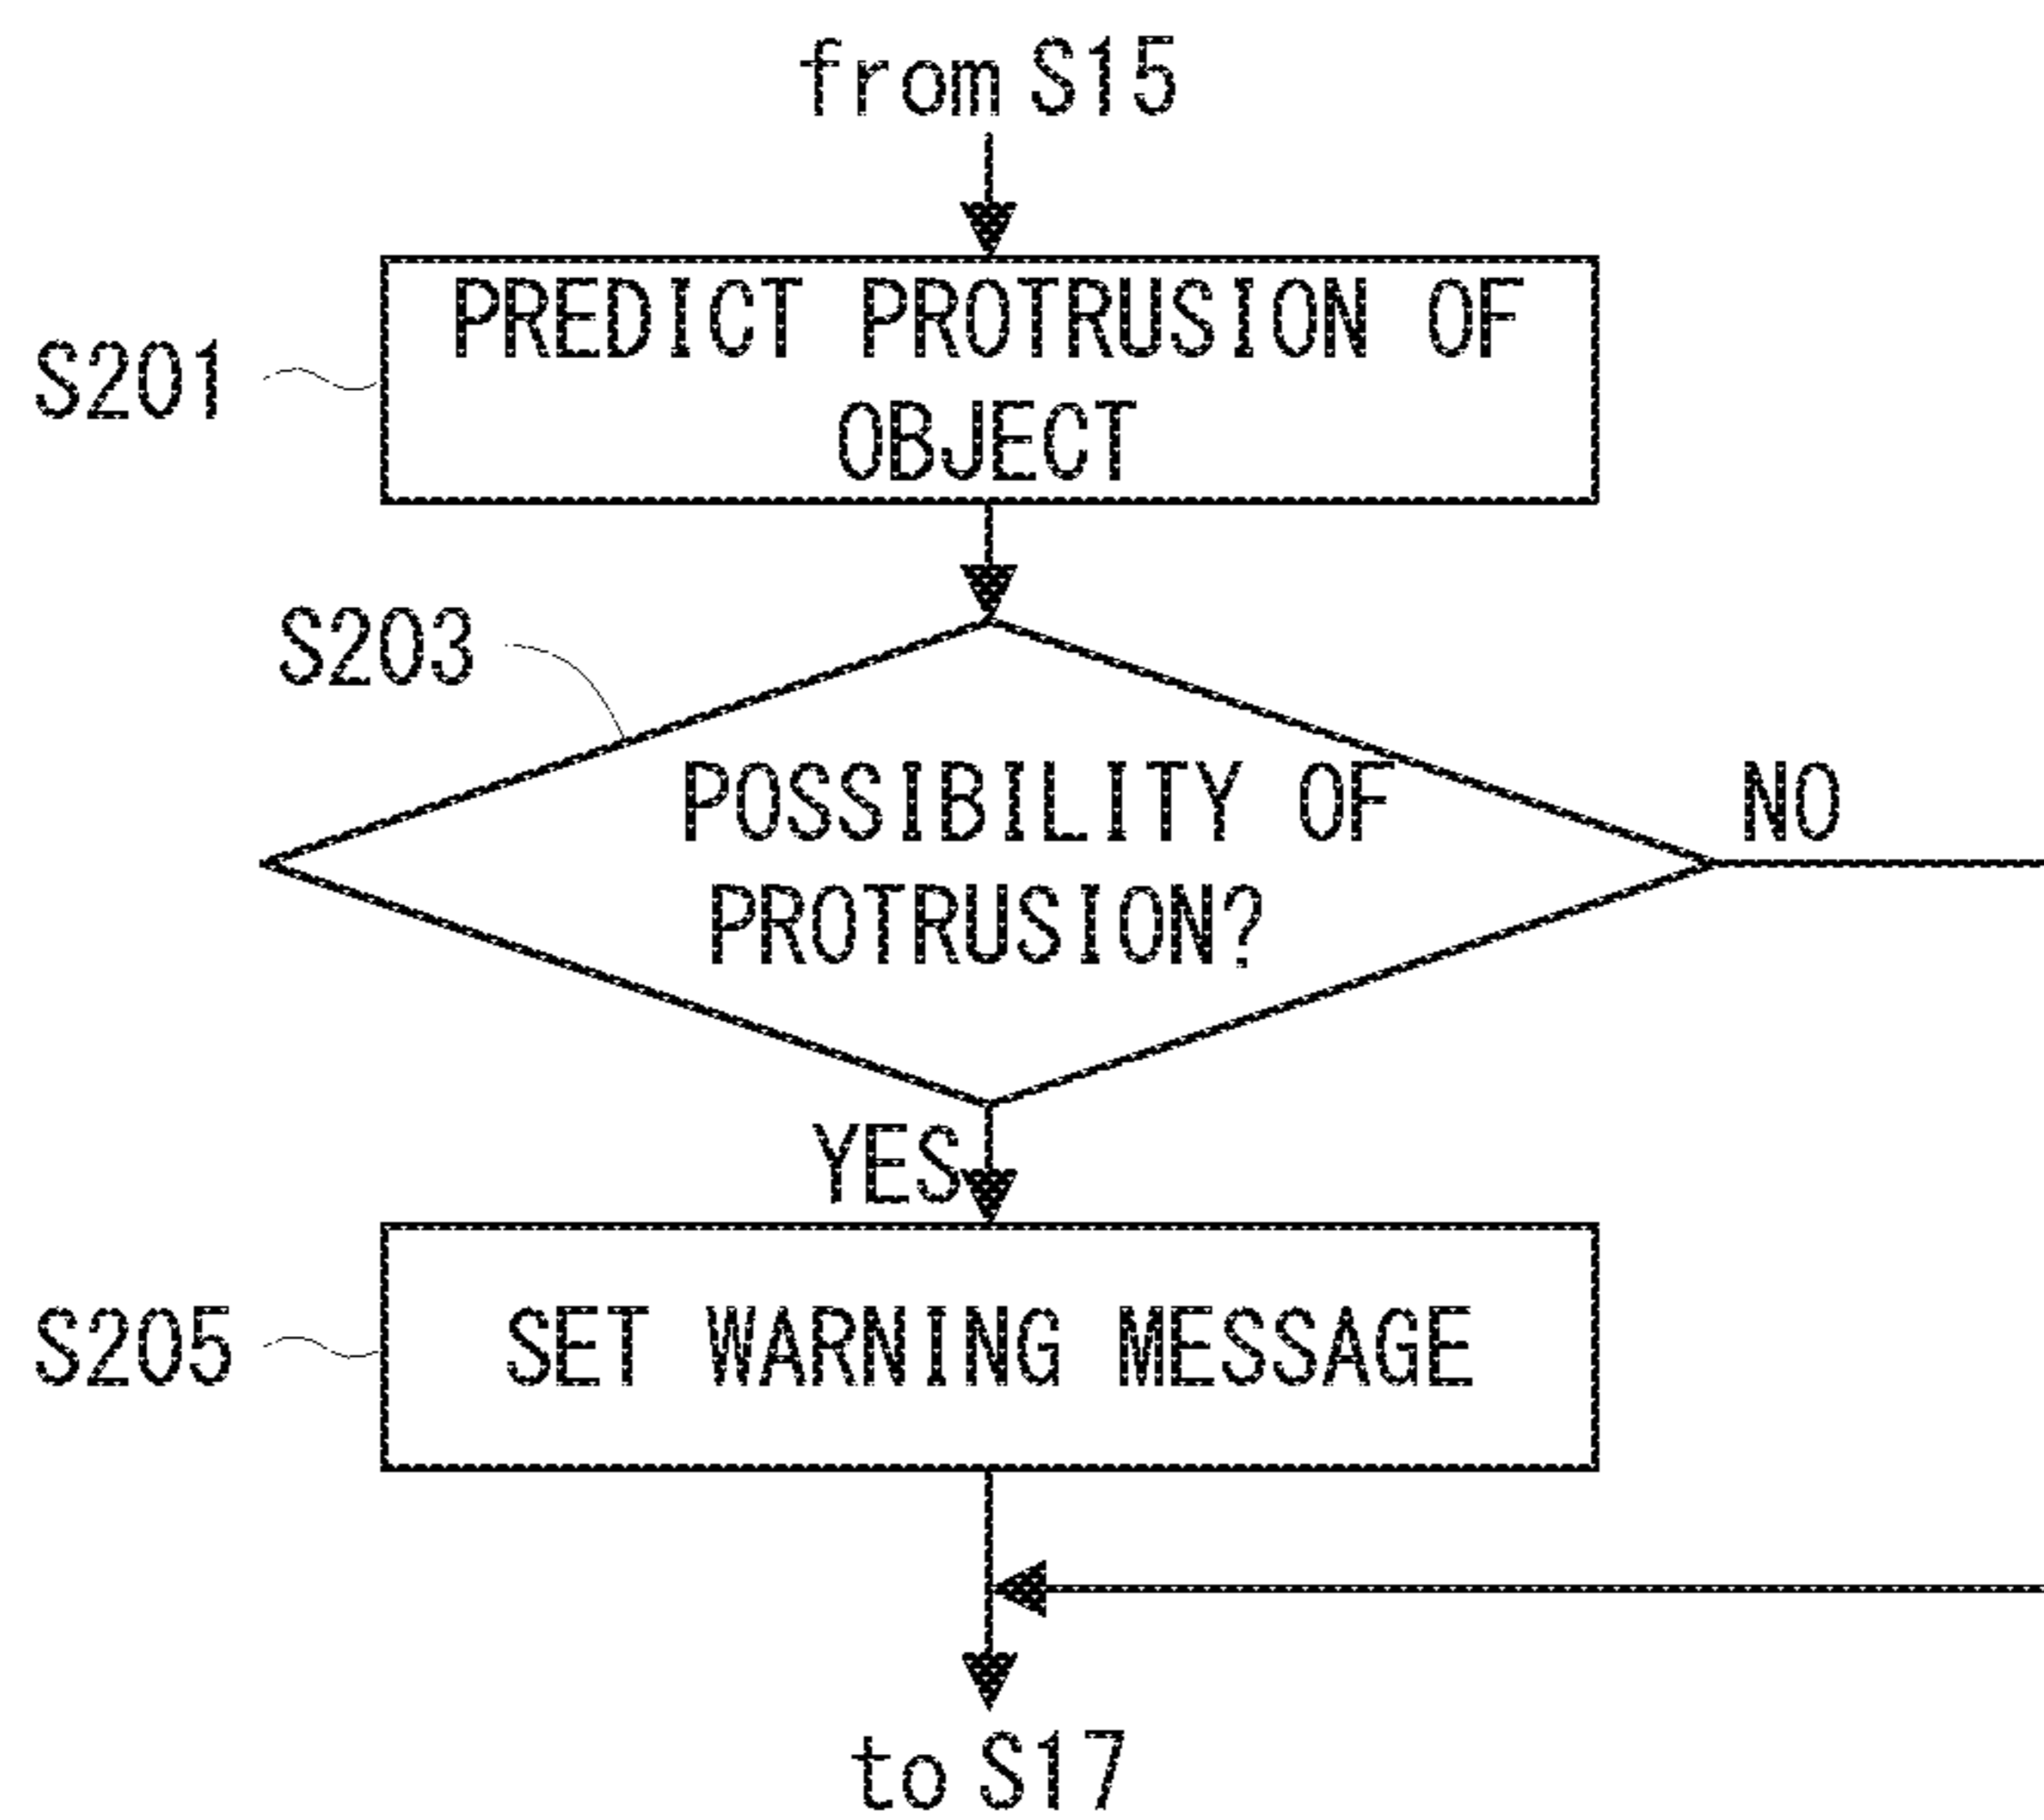 from S15
S201
PREDICT PROTRUSION OF
OBJECT
S203
POSSIBILITY OF
PROTRUSION?
NO
YES
S205
SET WARNING MESSAGE
to S17